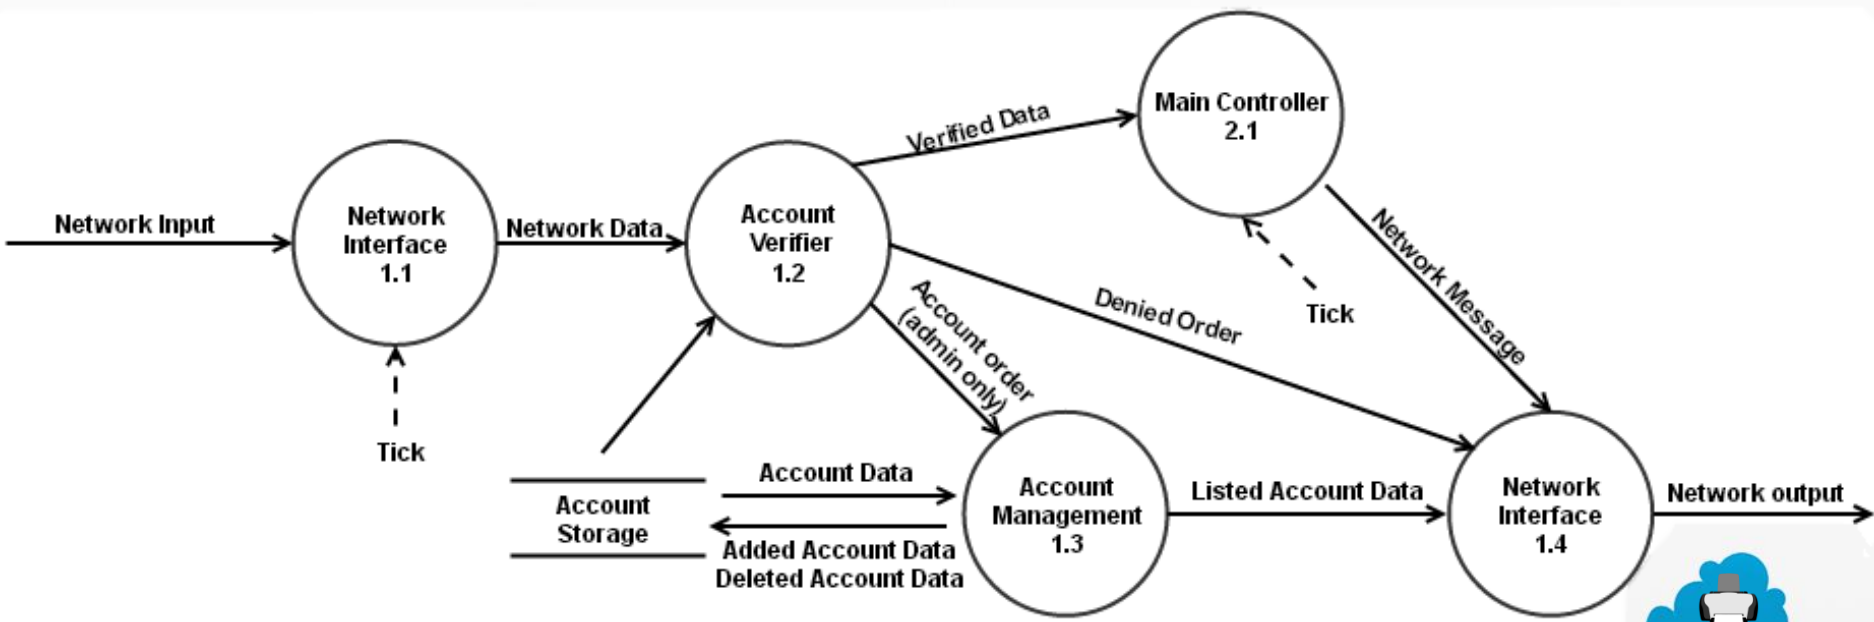 Network Input
Network
Interface
1.1
Tick
Network Data
Account
Verifier
1.2
Verified Data
Main Controller
2.1
Tick
Network Message
Denied Order
Account order
(admin only)
Account
Storage
Account Data
Added Account Data
Deleted Account Data
Account
Management
1.3
Listed Account Data
Network
Interface
1.4
Network output